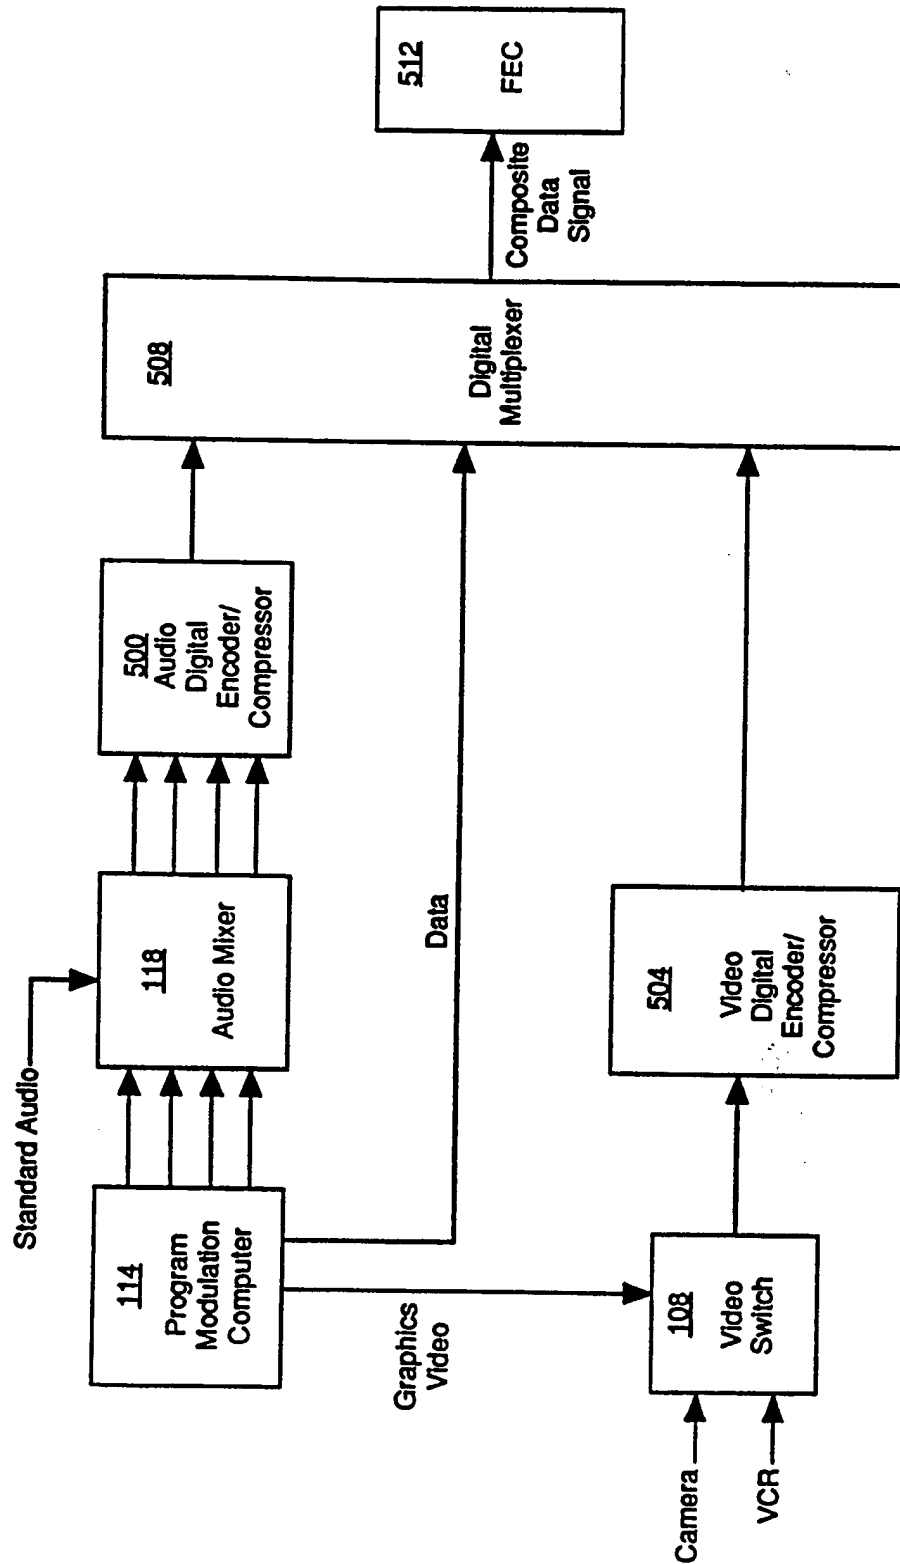 Standard Audio
114
Program
Modulation
Computer
118
Audio Mixer
500
Audio
Digital
Encoder/
Compressor
508
Digital
Multiplexer
Composite
Data
Signal
512
FEC
Data
Graphics
Video
Camera
VCR
108
Video
Switch
504
Video
Digital
Encoder/
Compressor